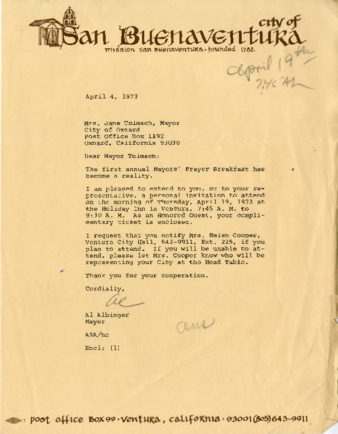 city of
San Buenaventura
mission san buenaventura · founded 1782
April 19th
7:45 AM
April 4, 1973
Mrs. Jane Tolmach, Mayor
City of Oxnard
Post Office Box 1192
Oxnard, California 93030
Dear Mayor Tolmach:
The first annual Mayors' Prayer Breakfast has
become a reality.
I am pleased to extend to you, or to your re-
presentative, a personal invitation to attend
on the morning of Thursday, April 19, 1973 at
the Holiday Inn in Ventura, 7:45 A. M. to
9:30 A. M. As an Honored Guest, your compli-
mentary ticket is enclosed.
I request that you notify Mrs. Helen Cooper,
Ventura City Hall, 643-9911, Ext. 225, if you
plan to attend. If you will be unable to at-
tend, please let Mrs. Cooper know who will be
representing your City at the Head Table.
Thank you for your cooperation.
Cordially,
Al
Al Albinger
Mayor
ans
ARA/hc
Encl: (1)
post office box 99 · ventura, california · 93001 (805) 643-9911